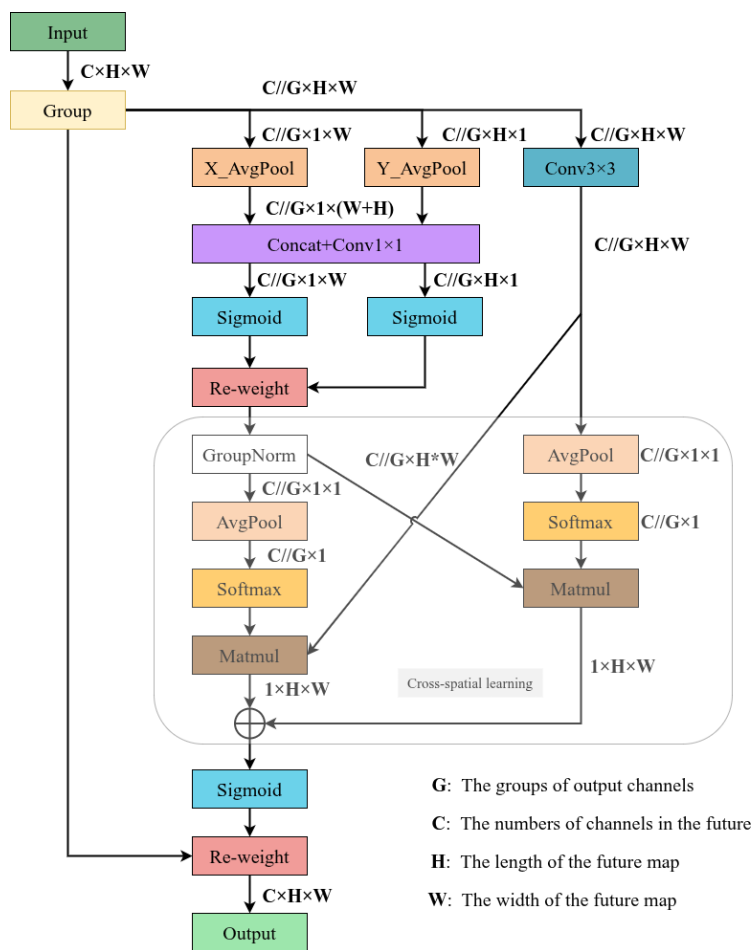 Input
C×H×W
C//G×H×W
Group
C//G×1×W
C//G×H×1
C//G×H×W
X_AvgPool
Y_AvgPool
Conv3×3
C//G×1×(W+H)
Concat+Conv1×1
C//G×H×W
C//G×1×W
C//G×H×1
Sigmoid
Sigmoid
Re-weight
GroupNorm
C//G×H*W
AvgPool
C//G×1×1
C//G×1×1
AvgPool
Softmax
C//G×1
C//G×1
Softmax
Matmul
Matmul
1×H×W
Cross-spatial learning
1×H×W
Sigmoid
G: The groups of output channels
C: The numbers of channels in the future
Re-weight
H: The length of the future map
C×H×W
W: The width of the future map
Output